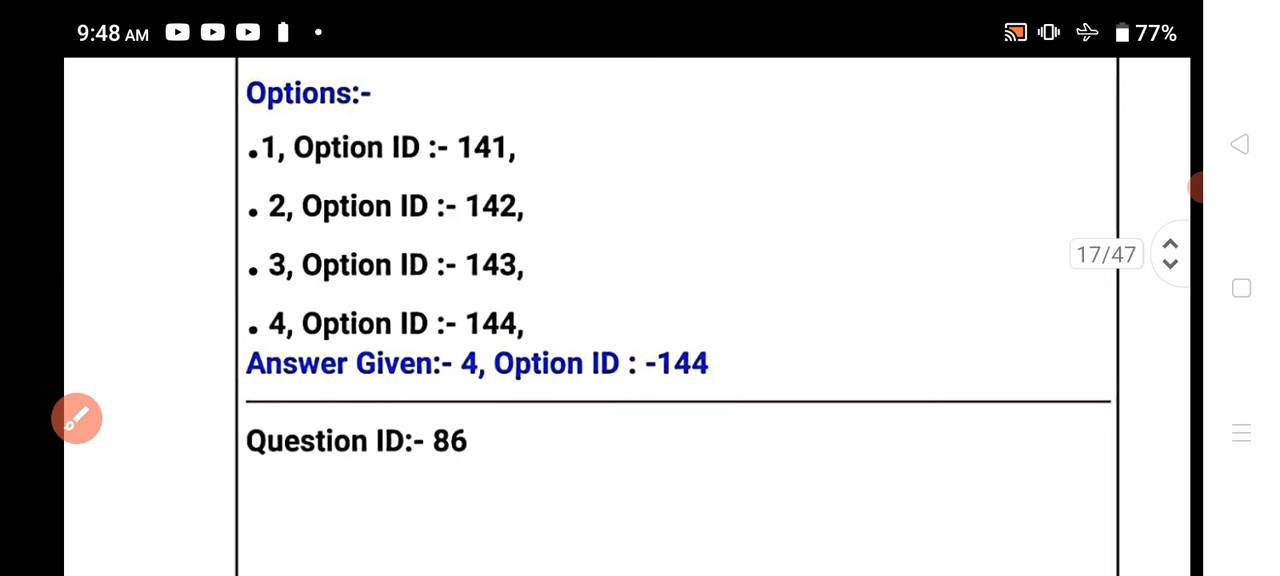 9:48 AM
77%
Options:-
.1, Option ID :- 141,
. 2, Option ID :- 142,
. 3, Option ID :- 143,
17/47
. 4, Option ID :- 144,
Answer Given:- 4, Option ID : -144
Question ID:- 86